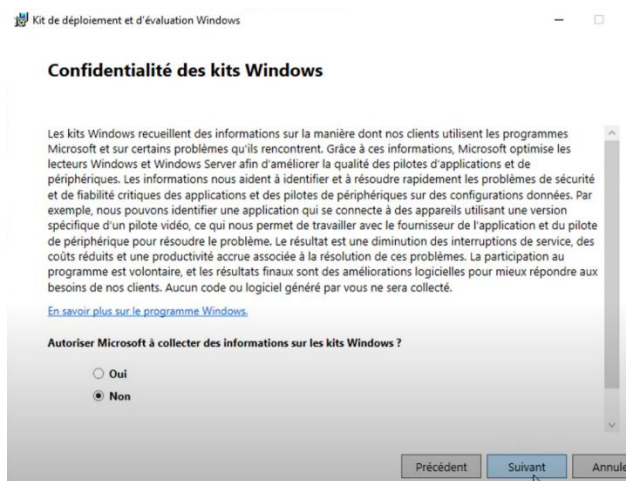 Kit de déploiement et d'évaluation Windows
Confidentialité des kits Windows
Les kits Windows recueillent des informations sur la manière dont nos clients utilisent les programmes
Microsoft et sur certains problèmes qu'ils rencontrent. Grâce à ces informations, Microsoft optimise les
lecteurs Windows et Windows Server afin d'améliorer la qualité des pilotes d'applications et de
périphériques. Les informations nous aident à identifier et à résoudre rapidement les problèmes de sécurité
et de fiabilité critiques des applications et des pilotes de périphériques sur des configurations données. Par
exemple, nous pouvons identifier une application qui se connecte à des appareils utilisant une version
spécifique d'un pilote vidéo, ce qui nous permet de travailler avec le fournisseur de l'application et du pilote
de périphérique pour résoudre le problème. Le résultat est une diminution des interruptions de service, des
coûts réduits et une productivité accrue associée à la résolution de ces problèmes. La participation au
programme est volontaire, et les résultats finaux sont des améliorations logicielles pour mieux répondre aux
besoins de nos clients. Aucun code ou logiciel généré par vous ne sera collecté.
En savoir plus sur le programme Windows.
Autoriser Microsoft à collecter des informations sur les kits Windows ?
Oui
Non
Précédent Suivant Annule